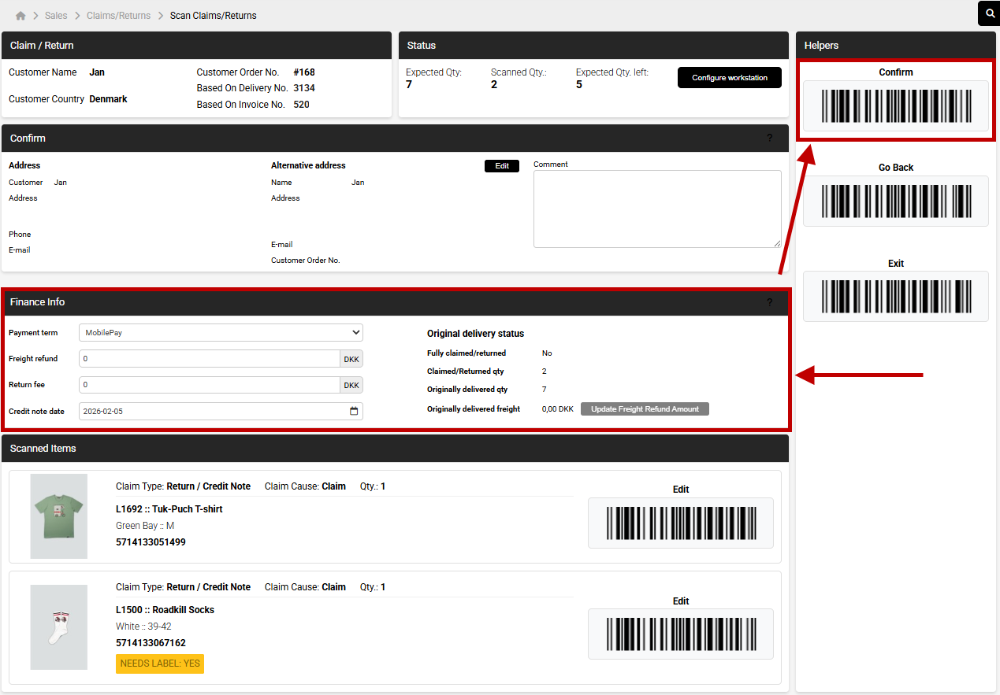 Sales > Claims/Returns > Scan Claims/Returns
Claim / Return
Customer Name Jan
Customer Country Denmark
Customer Order No. #168
Based On Delivery No. 3134
Based On Invoice No. 520
Status
Expected Qty: 7
Scanned Qty.: 2
Expected Qty. left: 5
Configure workstation
Helpers
Confirm
Go Back
Exit
Confirm ?
Address
Customer Jan
Address
Phone
E-mail
Alternative address
Edit
Name Jan
Address
E-mail
Customer Order No.
Comment
Finance Info ?
Payment term MobilePay
Freight refund 0 DKK
Return fee 0 DKK
Credit note date 2026-02-05
Original delivery status
Fully claimed/returned No
Claimed/Returned qty 2
Originally delivered qty 7
Originally delivered freight 0,00 DKK Update Freight Refund Amount
Scanned Items
Claim Type: Return / Credit Note Claim Cause: Claim Qty.: 1
L1692 :: Tuk-Puch T-shirt
Green Bay :: M
5714133051499
Edit
Claim Type: Return / Credit Note Claim Cause: Claim Qty.: 1
L1500 :: Roadkill Socks
White :: 39-42
5714133067162
NEEDS LABEL: YES
Edit